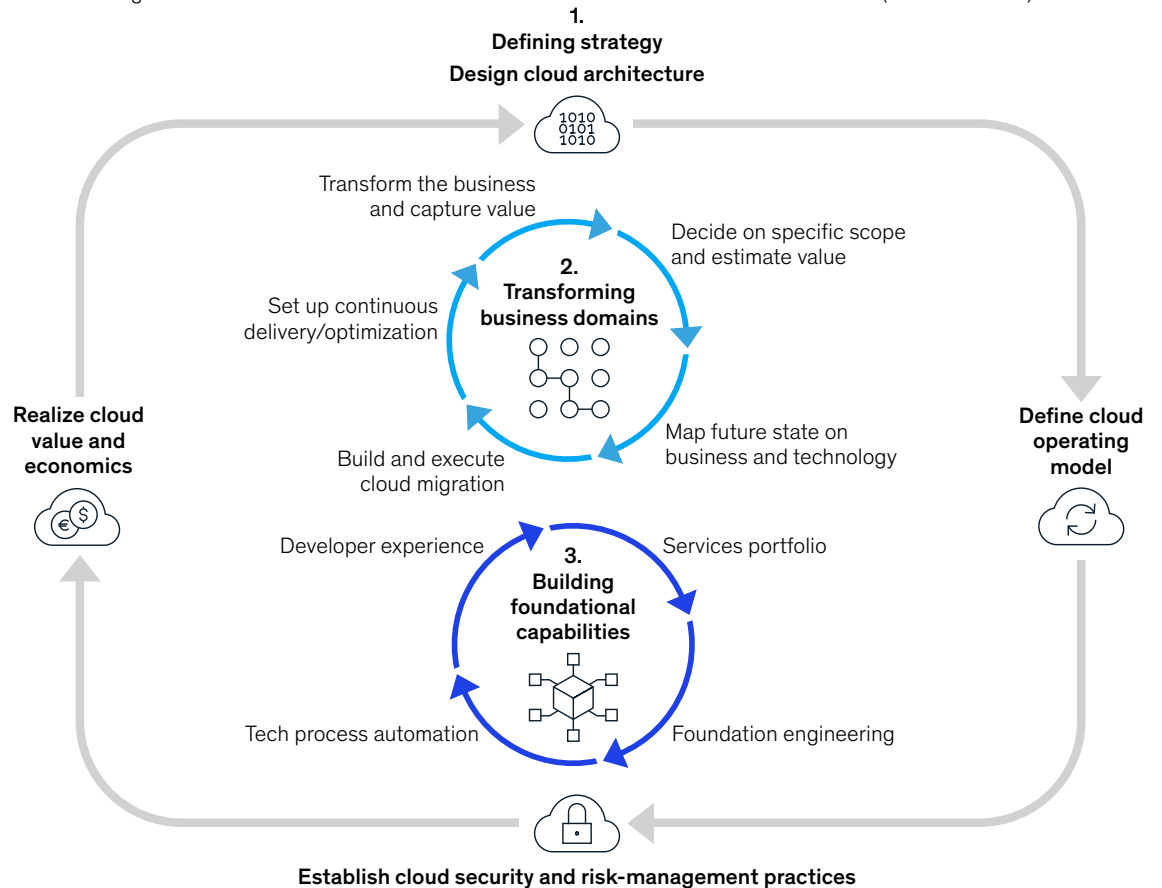 1.
Defining strategy
Design cloud architecture
1010
0101
1010
Transform the business
and capture value
Decide on specific scope
and estimate value
2.
Transforming
business domains
Set up continuous
delivery/optimization
Map future state on
business and technology
Build and execute
cloud migration
Realize cloud
value and
economics
€ $
Define cloud
operating
model
Developer experience
Services portfolio
3.
Building
foundational
capabilities
Tech process automation
Foundation engineering
Establish cloud security and risk-management practices